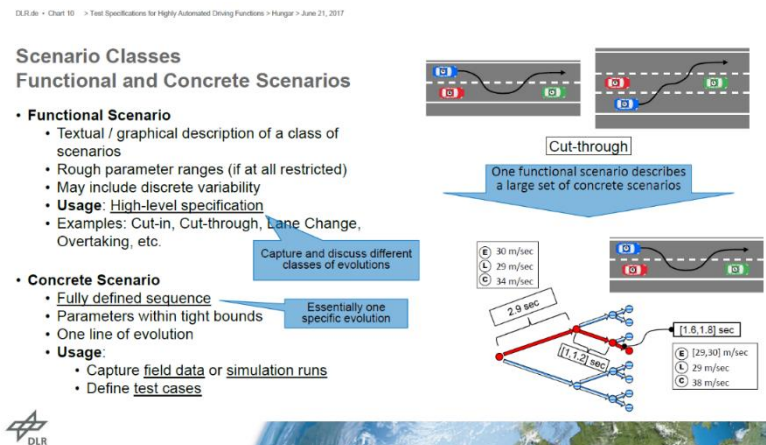 DLR.de • Chart 10 > Test Specifications for Highly Automated Driving Functions > Hungar > June 21, 2017
Scenario Classes
Functional and Concrete Scenarios
• Functional Scenario
• Textual / graphical description of a class of
scenarios
• Rough parameter ranges (if at all restricted)
• May include discrete variability
• Usage: High-level specification
• Examples: Cut-in, Cut-through, Lane Change,
Overtaking, etc.
Capture and discuss different
classes of evolutions
• Concrete Scenario
• Fully defined sequence
• Parameters within tight bounds
• One line of evolution
• Usage:
• Capture field data or simulation runs
• Define test cases
Essentially one
specific evolution
Cut-through
One functional scenario describes
a large set of concrete scenarios
E 30 m/sec
L 29 m/sec
C 34 m/sec
2.9 sec
[1,1.2] sec
[1.6,1.8] sec
E [29,30] m/sec
L 29 m/sec
C 38 m/sec
DLR